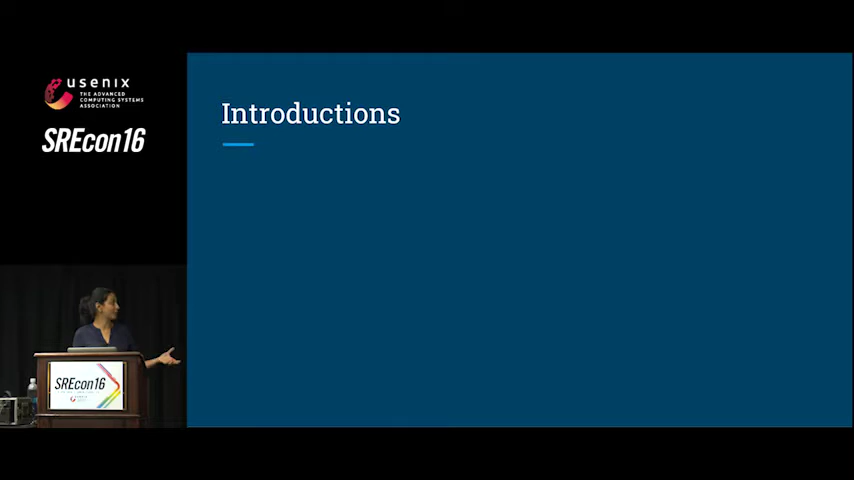 usenix
THE ADVANCED
COMPUTING SYSTEMS
ASSOCIATION
SREcon16
Introductions
SREcon16